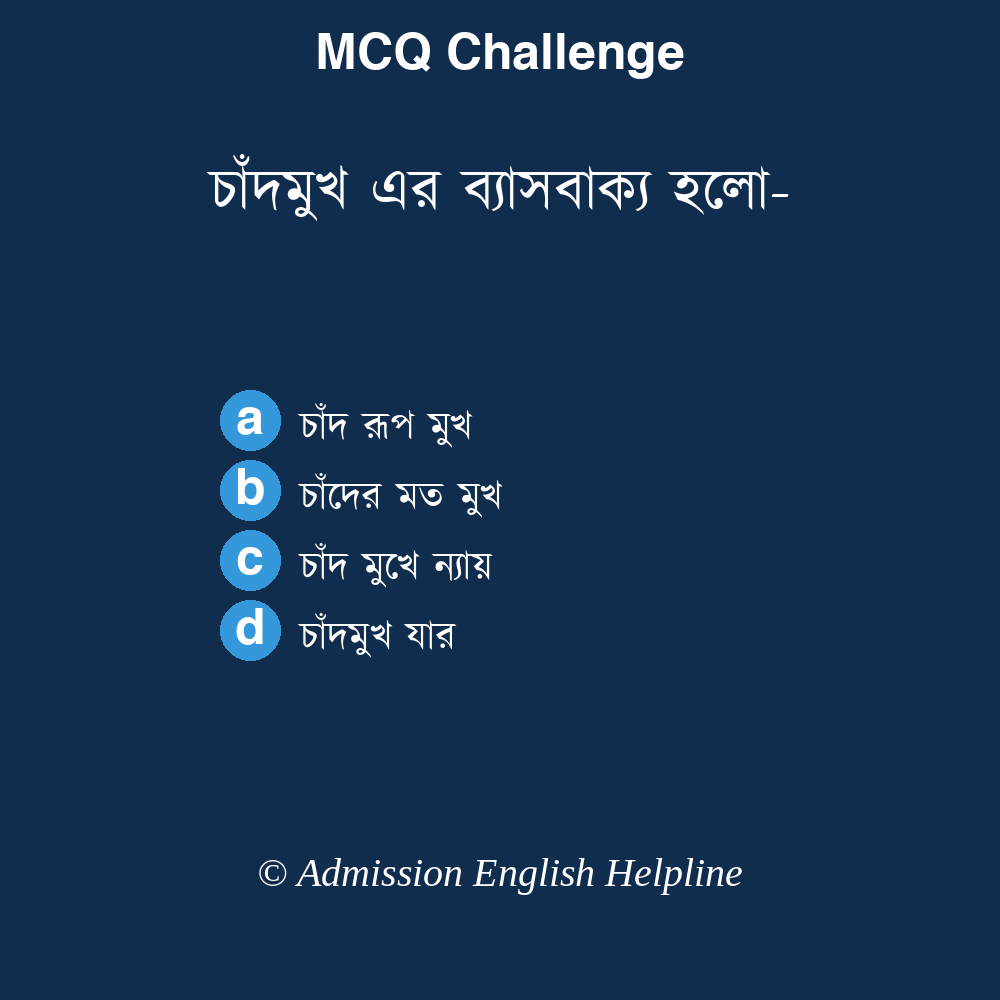 MCQ Challenge
চাঁদমুখ এর ব্যাসবাক্য হলো-
a চাঁদ রূপ মুখ
b চাঁদের মত মুখ
c চাঁদ মুখে ন্যায়
d চাঁদমুখ যার
© Admission English Helpline